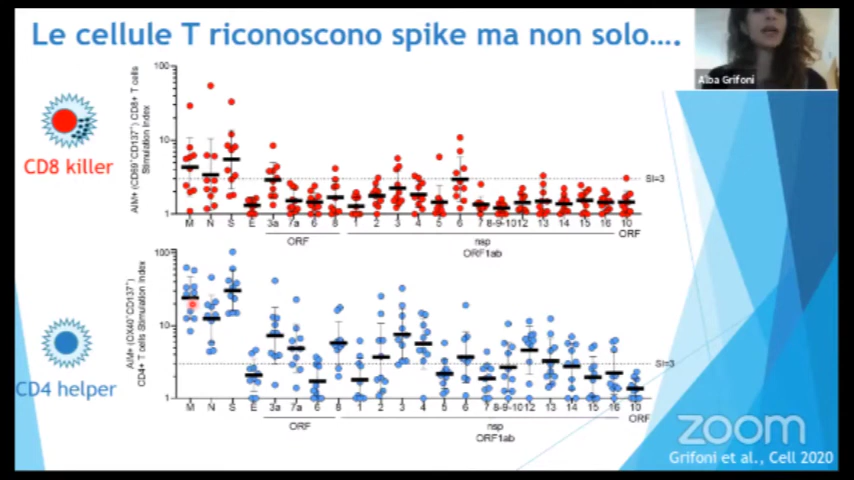 Le cellule T riconoscono spike ma non solo....
Alba Grifoni
CD8 killer
AIM+ (CD69+CD137+) CD8+ T cells
Stimulation Index
100
10
1
SI=3
M N S E 3a 7a 6 8 1 2 3 4 5 6 7 8-9-10 12 13 14 15 16 10
ORF nsp ORF
ORF1ab
CD4 helper
AIM+ (OX40+CD137+)
CD4+ T cells Stimulation Index
100
10
1
SI=3
M N S E 3a 7a 6 8 1 2 3 4 5 6 7 8-9-10 12 13 14 15 16 10
ORF nsp ORF
ORF1ab
zoom
Grifoni et al., Cell 2020